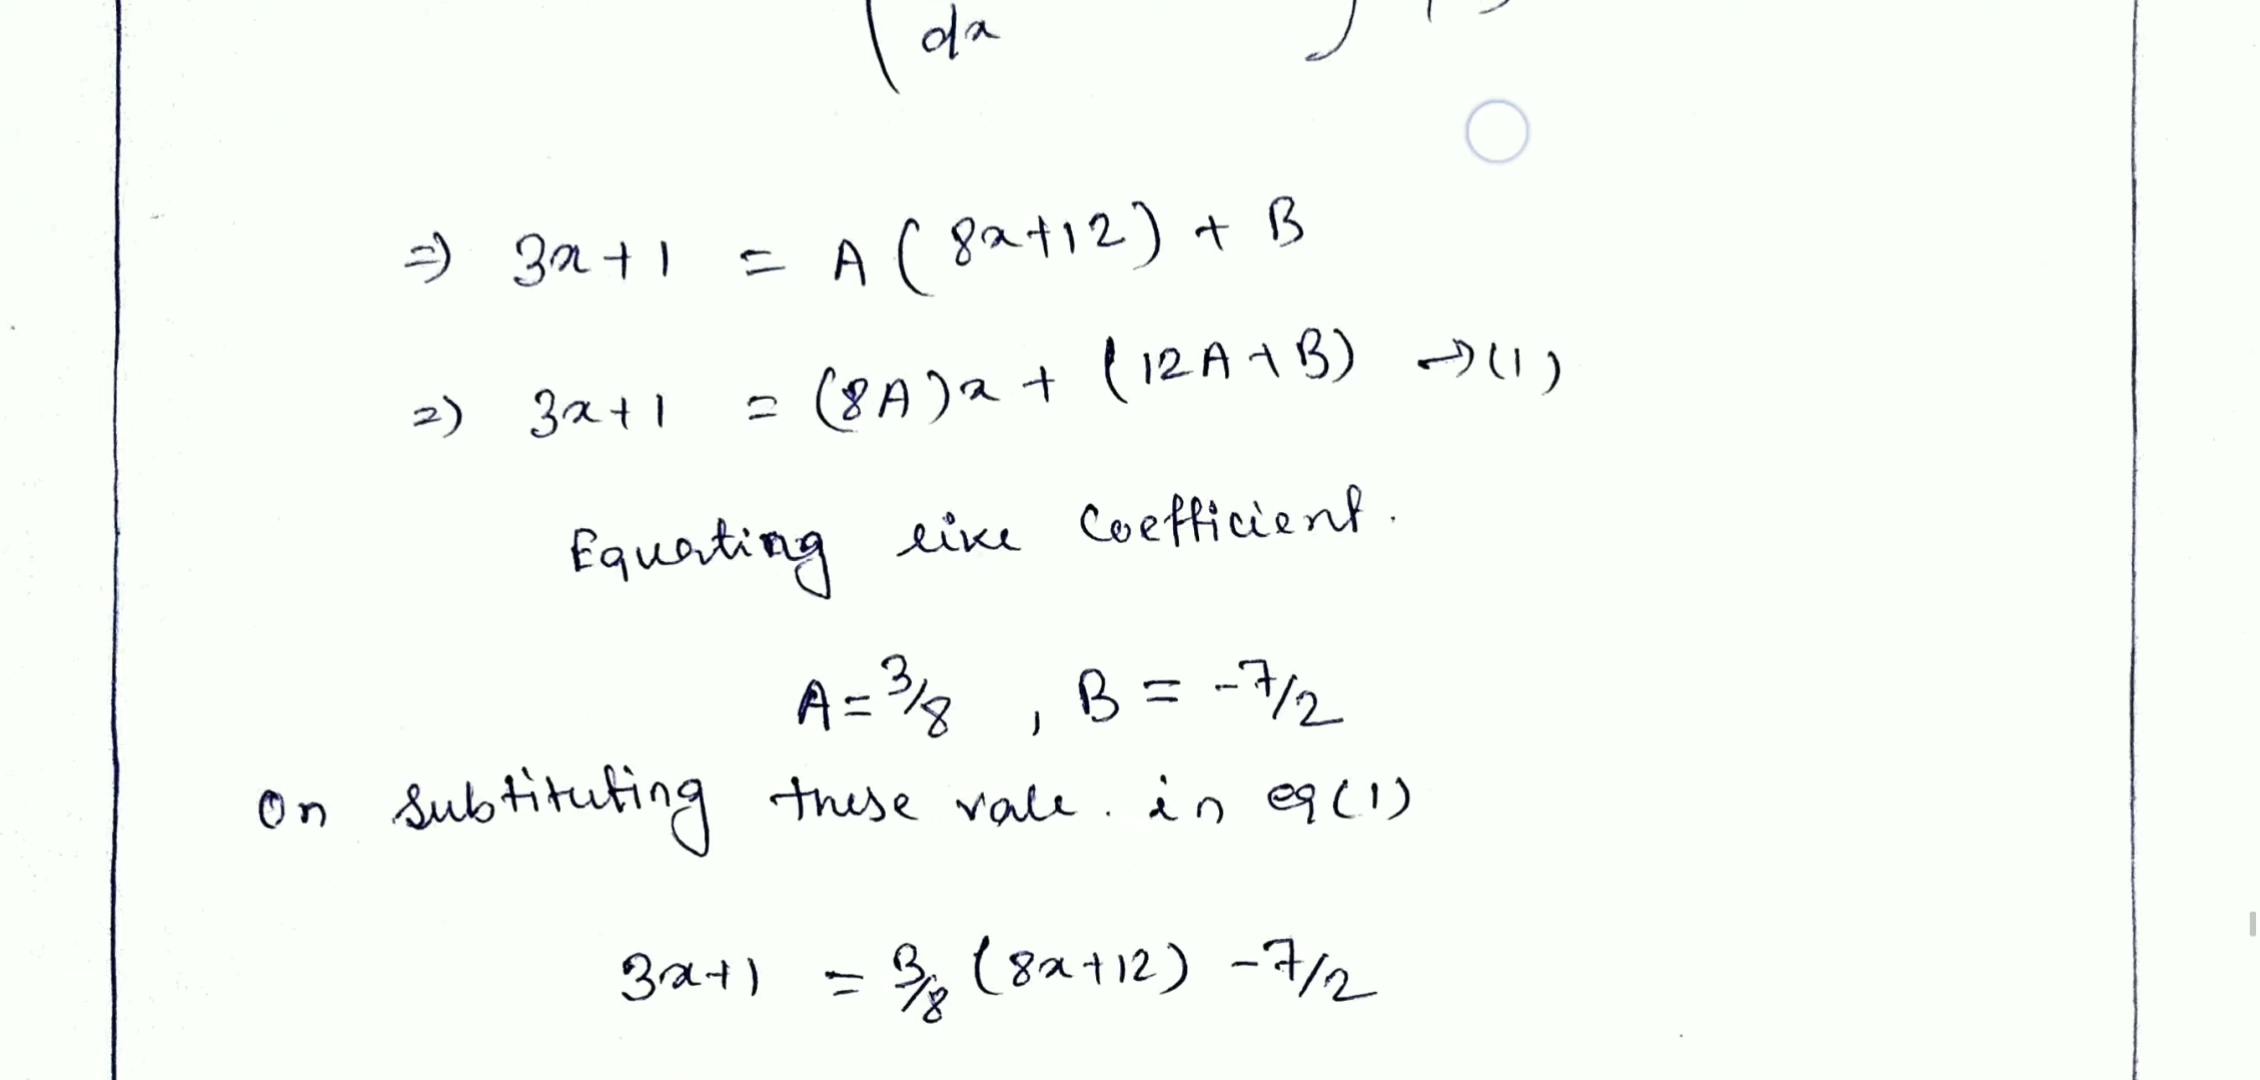 dx
⇒ 3x+1 = A(8x+12) + B
⇒ 3x+1 = (8A)x + (12A+B) →(1)
Equating like Coefficient.
A=3/8 , B = -7/2
On substituting these vale. in eq(1)
3x+1 = 3/8 (8x+12) -7/2